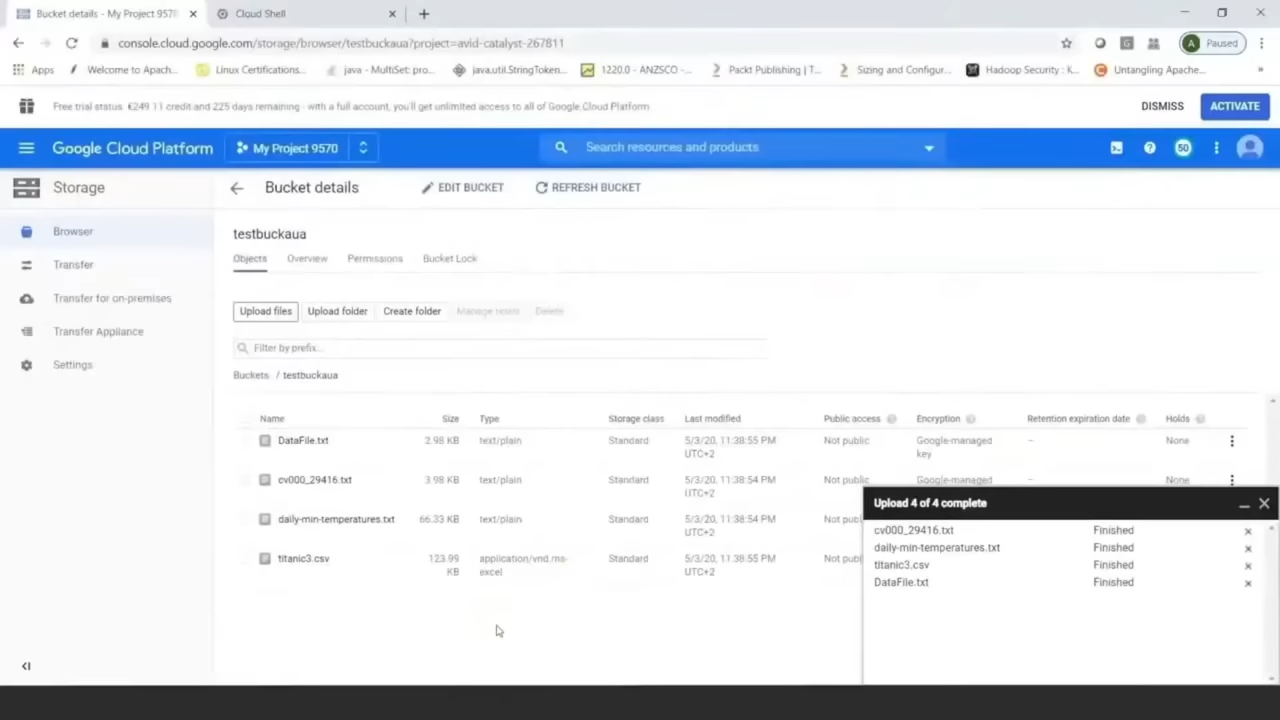 Bucket details - My Project 957
Cloud Shell
console.cloud.google.com/storage/browser/testbuckaua?project=avid-catalyst-267811
A Paused
Apps Welcome to Apach... Linux Certifications... java - MultiSet: pro... java.util.StringToken... 1220.0 - ANZSCO -... Packt Publishing | T... Sizing and Configur... Hadoop Security : K... Untangling Apache... »
Free trial status: €249.11 credit and 225 days remaining - with a full account, you'll get unlimited access to all of Google Cloud Platform
DISMISS ACTIVATE
Google Cloud Platform My Project 9570 Search resources and products 50
Storage Bucket details EDIT BUCKET REFRESH BUCKET
Browser
Transfer
Transfer for on-premises
Transfer Appliance
Settings
testbuckaua
Objects Overview Permissions Bucket Lock
Upload files Upload folder Create folder Manage holds Delete
Filter by prefix...
Buckets / testbuckaua
Name Size Type Storage class Last modified Public access Encryption Retention expiration date Holds
DataFile.txt 2.98 KB text/plain Standard 5/3/20, 11:38:55 PM UTC+2 Not public Google-managed key – None
cv000_29416.txt 3.98 KB text/plain Standard 5/3/20, 11:38:54 PM UTC+2 Not public Google-managed – None
daily-min-temperatures.txt 66.33 KB text/plain Standard 5/3/20, 11:38:54 PM UTC+2 Not publ
titanic3.csv 123.99 KB application/vnd.ms-excel Standard 5/3/20, 11:38:55 PM UTC+2 Not publ
Upload 4 of 4 complete
cv000_29416.txt Finished
daily-min-temperatures.txt Finished
titanic3.csv Finished
DataFile.txt Finished